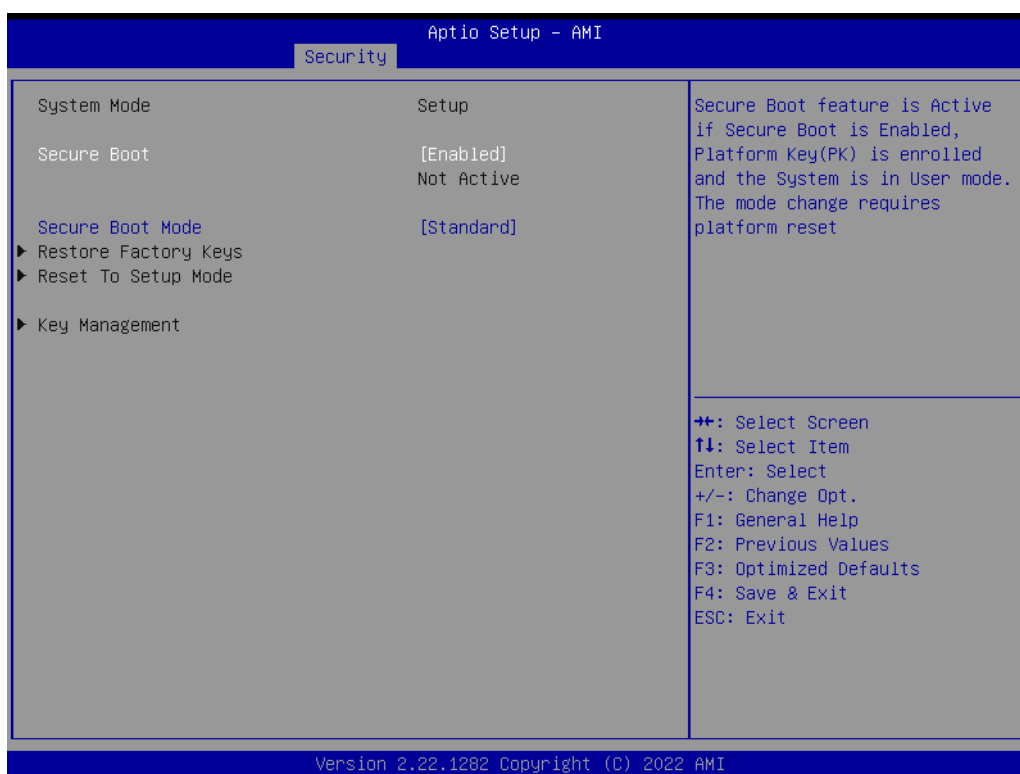 Aptio Setup – AMI
Security
System Mode Setup
Secure Boot [Enabled]
Not Active
Secure Boot Mode [Standard]
▶ Restore Factory Keys
▶ Reset To Setup Mode
▶ Key Management
Secure Boot feature is Active
if Secure Boot is Enabled,
Platform Key(PK) is enrolled
and the System is in User mode.
The mode change requires
platform reset
→←: Select Screen
↑↓: Select Item
Enter: Select
+/-: Change Opt.
F1: General Help
F2: Previous Values
F3: Optimized Defaults
F4: Save & Exit
ESC: Exit
Version 2.22.1282 Copyright (C) 2022 AMI